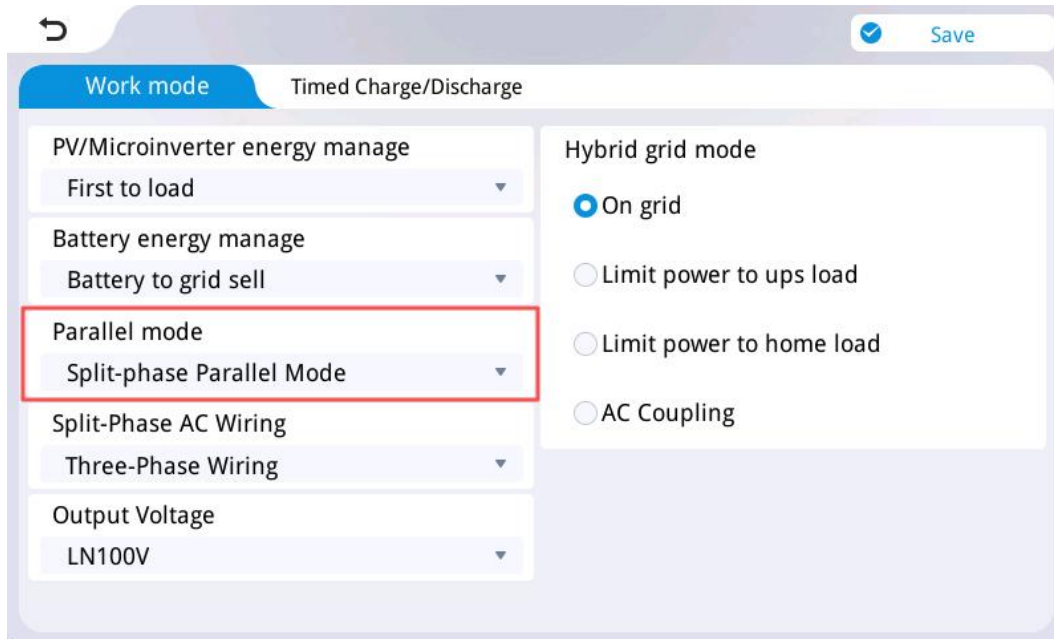 Save
Work mode
Timed Charge/Discharge
PV/Microinverter energy manage
First to load
Battery energy manage
Battery to grid sell
Parallel mode
Split-phase Parallel Mode
Split-Phase AC Wiring
Three-Phase Wiring
Output Voltage
LN100V
Hybrid grid mode
On grid
Limit power to ups load
Limit power to home load
AC Coupling